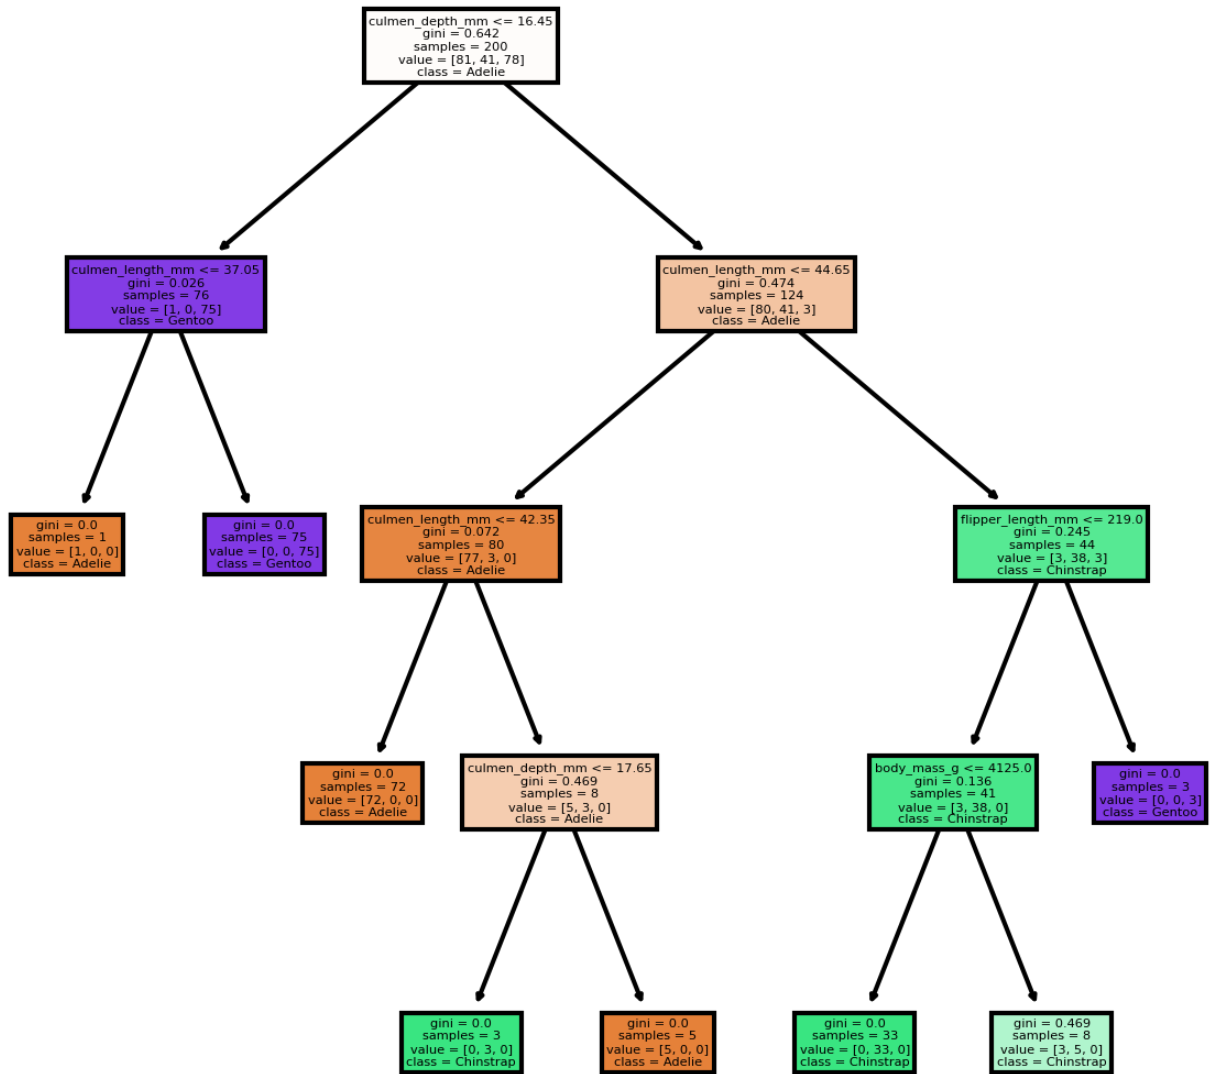 culmen_depth_mm <= 16.45
gini = 0.642
samples = 200
value = [81, 41, 78]
class = Adelie
culmen_length_mm <= 37.05
gini = 0.026
samples = 76
value = [1, 0, 75]
class = Gentoo
culmen_length_mm <= 44.65
gini = 0.474
samples = 124
value = [80, 41, 3]
class = Adelie
gini = 0.0
samples = 1
value = [1, 0, 0]
class = Adelie
gini = 0.0
samples = 75
value = [0, 0, 75]
class = Gentoo
culmen_length_mm <= 42.35
gini = 0.072
samples = 80
value = [77, 3, 0]
class = Adelie
flipper_length_mm <= 219.0
gini = 0.245
samples = 44
value = [3, 38, 3]
class = Chinstrap
gini = 0.0
samples = 72
value = [72, 0, 0]
class = Adelie
culmen_depth_mm <= 17.65
gini = 0.469
samples = 8
value = [5, 3, 0]
class = Adelie
body_mass_g <= 4125.0
gini = 0.136
samples = 41
value = [3, 38, 0]
class = Chinstrap
gini = 0.0
samples = 3
value = [0, 0, 3]
class = Gentoo
gini = 0.0
samples = 3
value = [0, 3, 0]
class = Chinstrap
gini = 0.0
samples = 5
value = [5, 0, 0]
class = Adelie
gini = 0.0
samples = 33
value = [0, 33, 0]
class = Chinstrap
gini = 0.469
samples = 8
value = [3, 5, 0]
class = Chinstrap